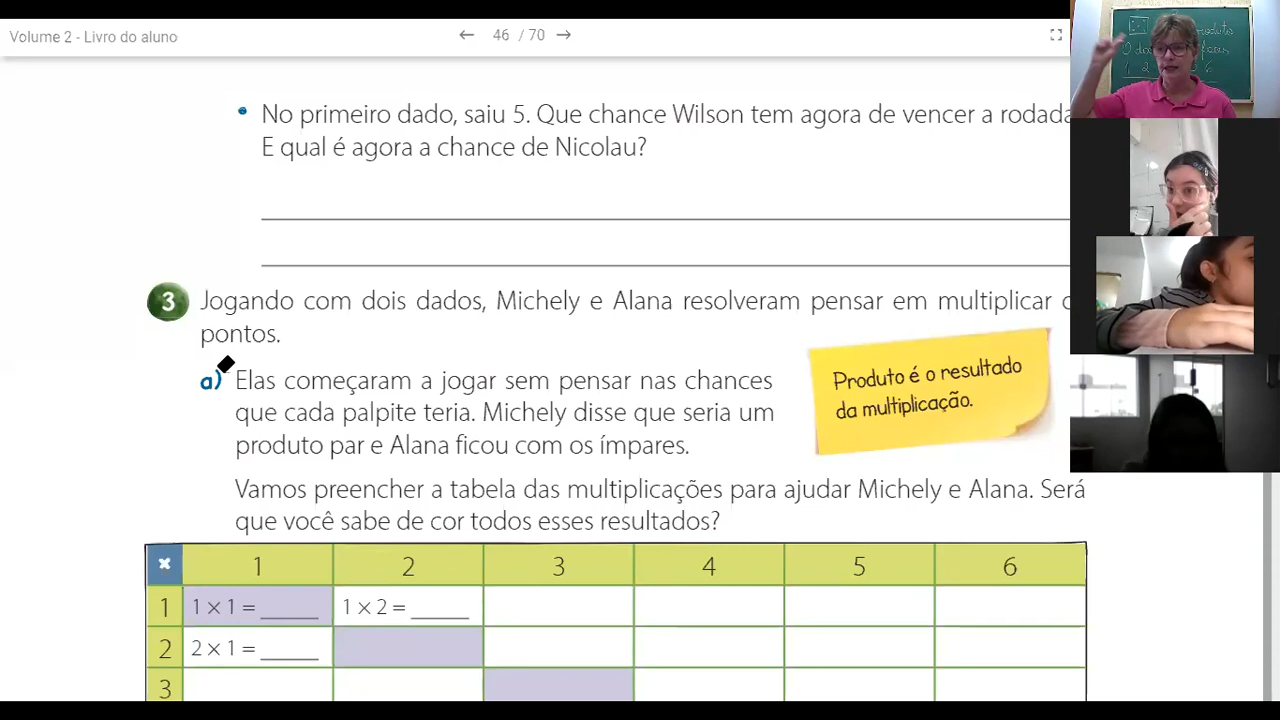 Volume 2 - Livro do aluno
46 / 70
No primeiro dado, saiu 5. Que chance Wilson tem agora de vencer a rodada
E qual é agora a chance de Nicolau?
3 Jogando com dois dados, Michely e Alana resolveram pensar em multiplicar
pontos.
a) Elas começaram a jogar sem pensar nas chances
que cada palpite teria. Michely disse que seria um
produto par e Alana ficou com os ímpares.
Produto é o resultado
da multiplicação.
Vamos preencher a tabela das multiplicações para ajudar Michely e Alana. Será
que você sabe de cor todos esses resultados?
× 1 2 3 4 5 6
1 1 × 1 = _____ 1 × 2 = _____
2 2 × 1 = _____
3